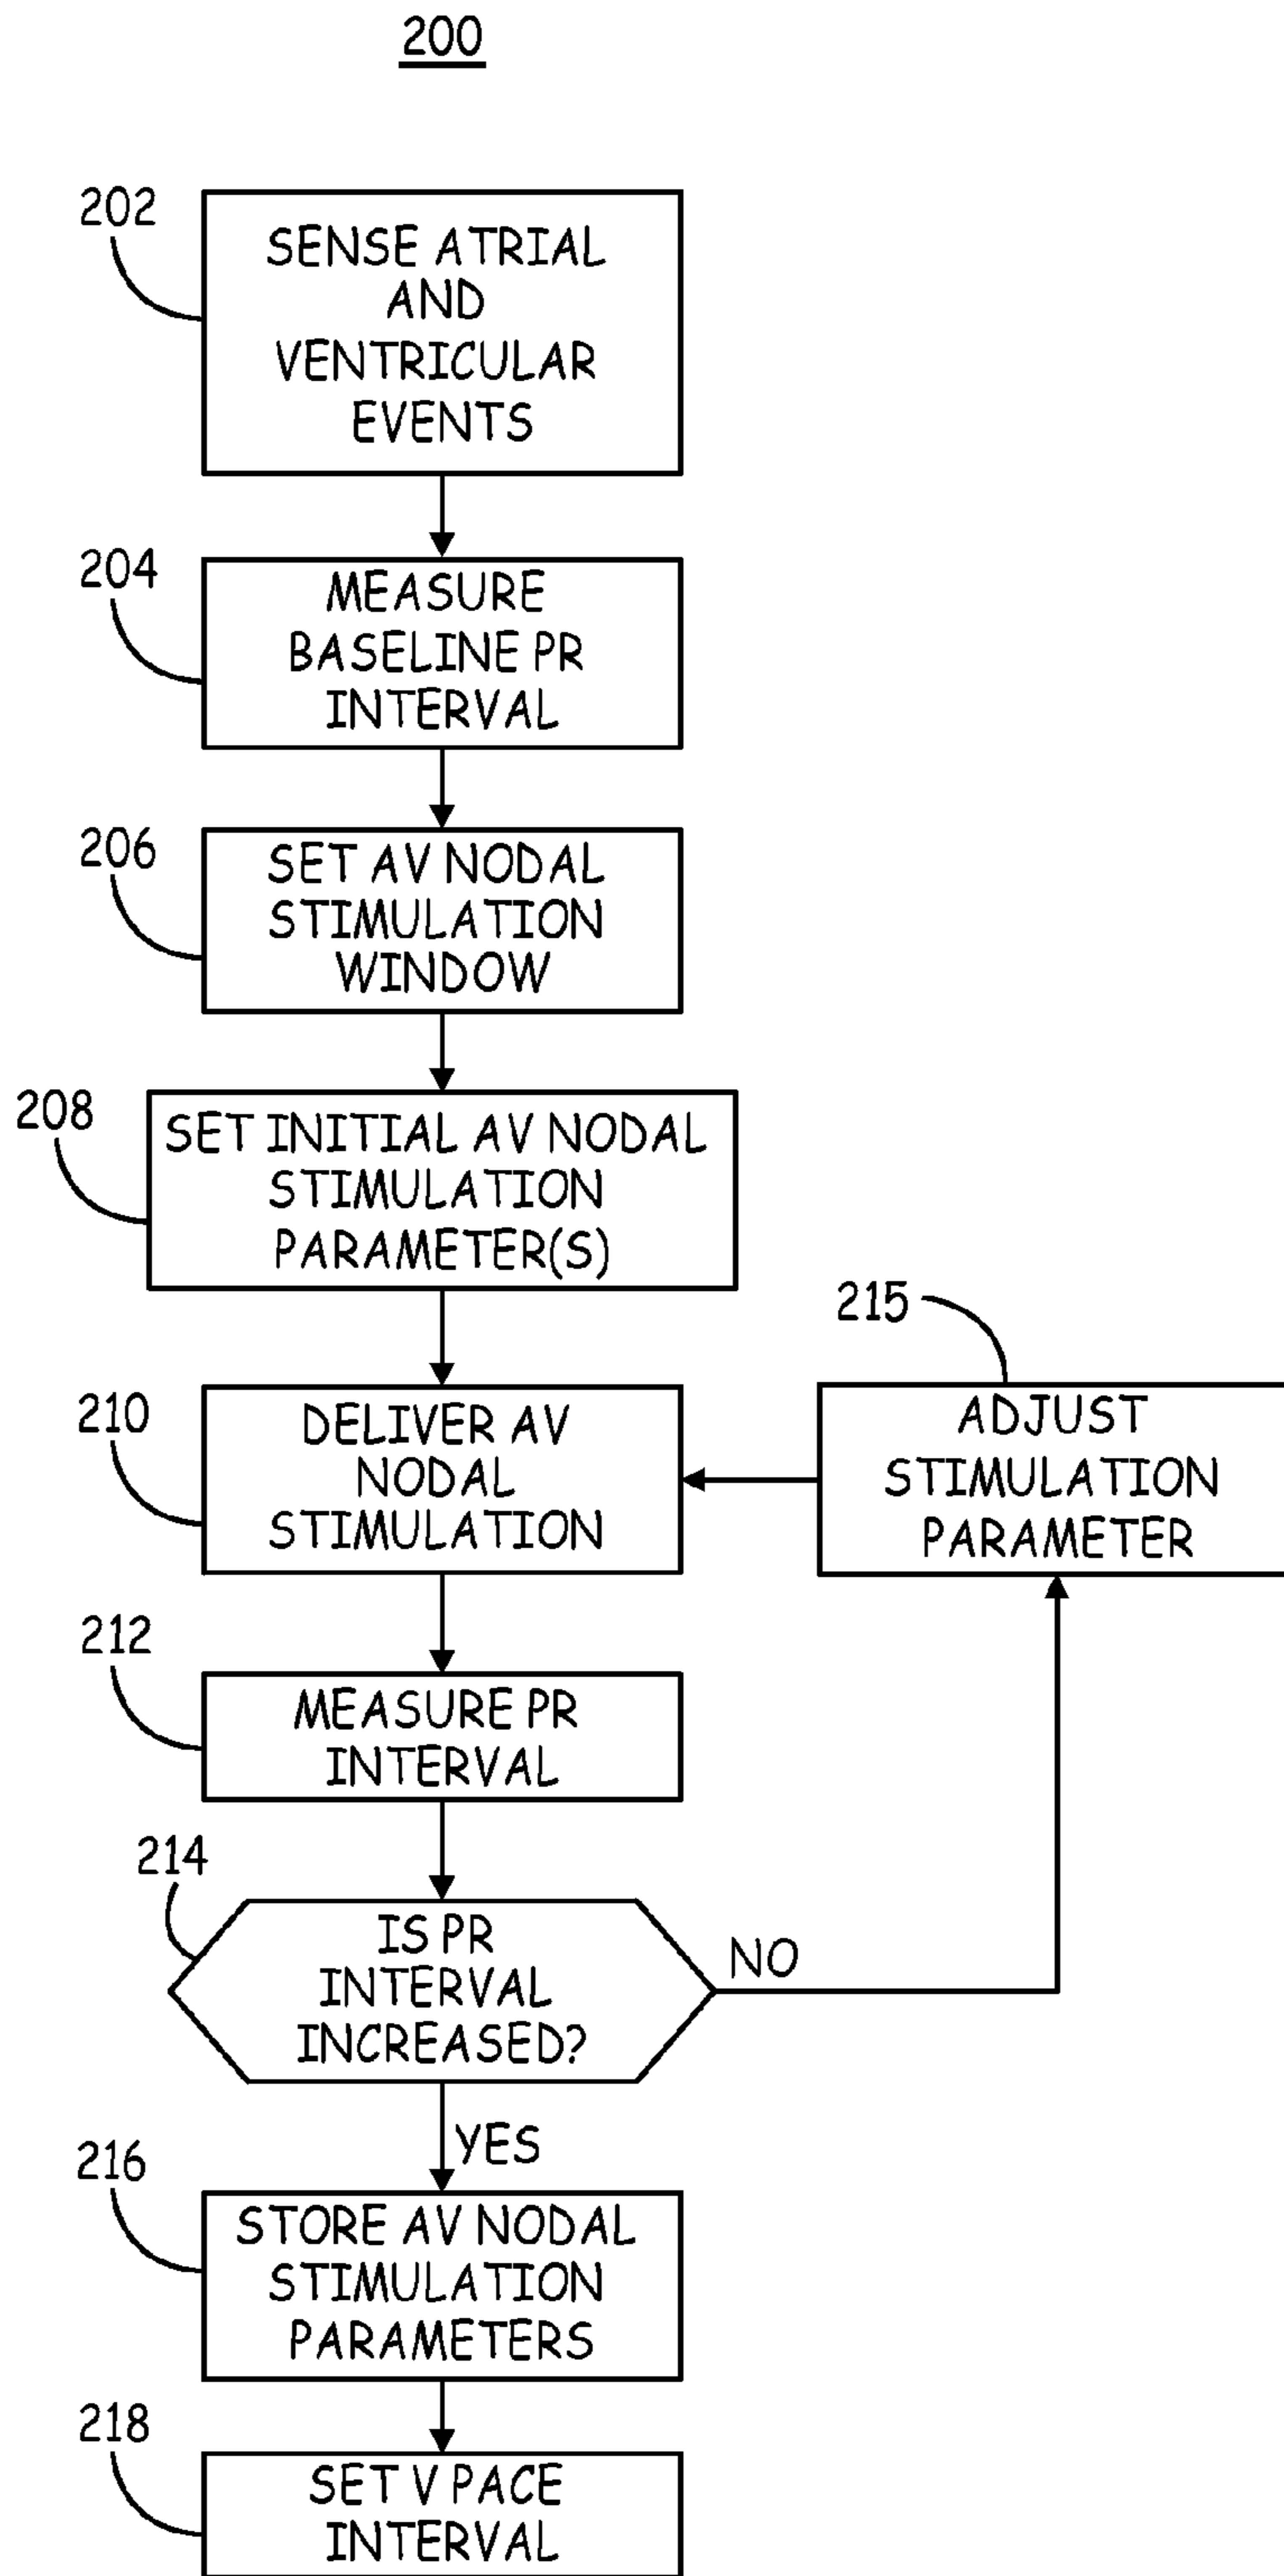 200
202
SENSE ATRIAL
AND
VENTRICULAR
EVENTS
204
MEASURE
BASELINE PR
INTERVAL
206
SET AV NODAL
STIMULATION
WINDOW
208
SET INITIAL AV NODAL
STIMULATION
PARAMETER(S)
210
DELIVER AV
NODAL
STIMULATION
215
ADJUST
STIMULATION
PARAMETER
212
MEASURE PR
INTERVAL
214
IS PR
INTERVAL
INCREASED?
NO
YES
216
STORE AV NODAL
STIMULATION
PARAMETERS
218
SET V PACE
INTERVAL